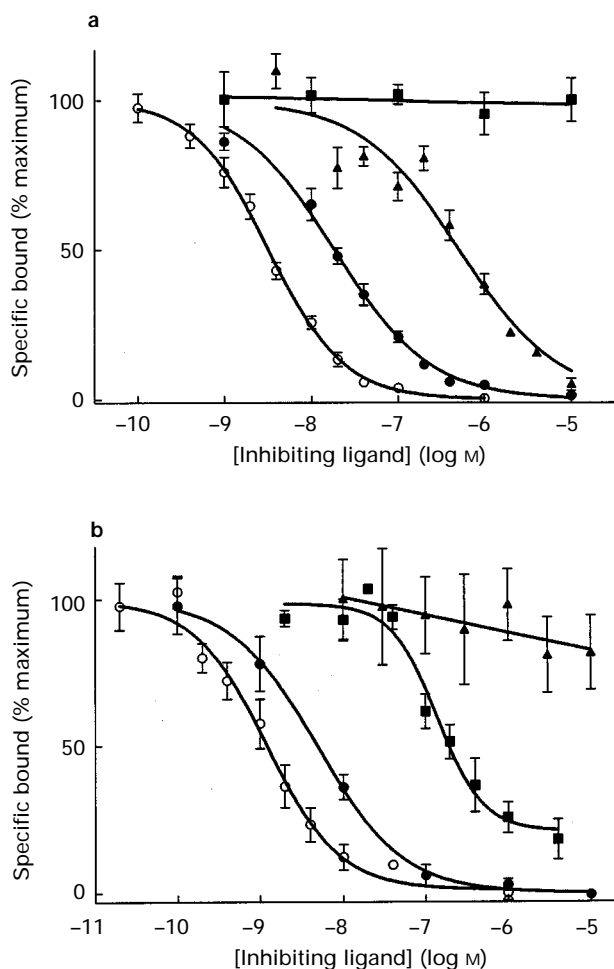 a
100
50
0
Specific bound (% maximum)
–10 –9 –8 –7 –6 –5
[Inhibiting ligand] (log M)
b
100
50
0
Specific bound (% maximum)
–11 –10 –9 –8 –7 –6 –5
[Inhibiting ligand] (log M)